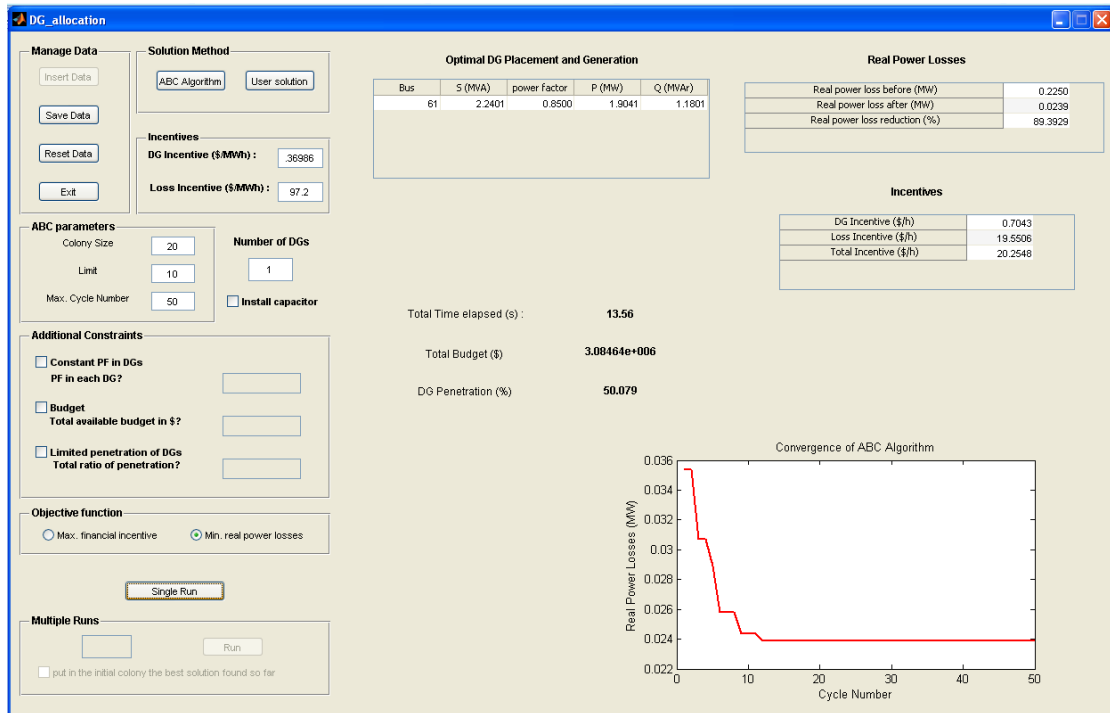 DG_allocation
Manage Data
Insert Data
Save Data
Reset Data
Exit
Solution Method
ABC Algorithm
User solution
Incentives
DG Incentive ($/MWh) :
.36986
Loss Incentive ($/MWh) :
97.2
ABC parameters
Colony Size
20
Limit
10
Max. Cycle Number
50
Number of DGs
1
Install capacitor
Additional Constraints
Constant PF in DGs
PF in each DG?
Budget
Total available budget in $?
Limited penetration of DGs
Total ratio of penetration?
Objective function
Max. financial incentive
Min. real power losses
Single Run
Multiple Runs
Run
put in the initial colony the best solution found so far
Optimal DG Placement and Generation
Bus S (MVA) power factor P (MW) Q (MVAr)
61 2.2401 0.8500 1.9041 1.1801
Real Power Losses
Real power loss before (MW) 0.2250
Real power loss after (MW) 0.0239
Real power loss reduction (%) 89.3929
Incentives
DG Incentive ($/h) 0.7043
Loss Incentive ($/h) 19.5506
Total Incentive ($/h) 20.2548
Total Time elapsed (s) : 13.56
Total Budget ($) 3.08464e+006
DG Penetration (%) 50.079
Convergence of ABC Algorithm
Real Power Losses (MW)
0.036
0.034
0.032
0.03
0.028
0.026
0.024
0.022
0 10 20 30 40 50
Cycle Number